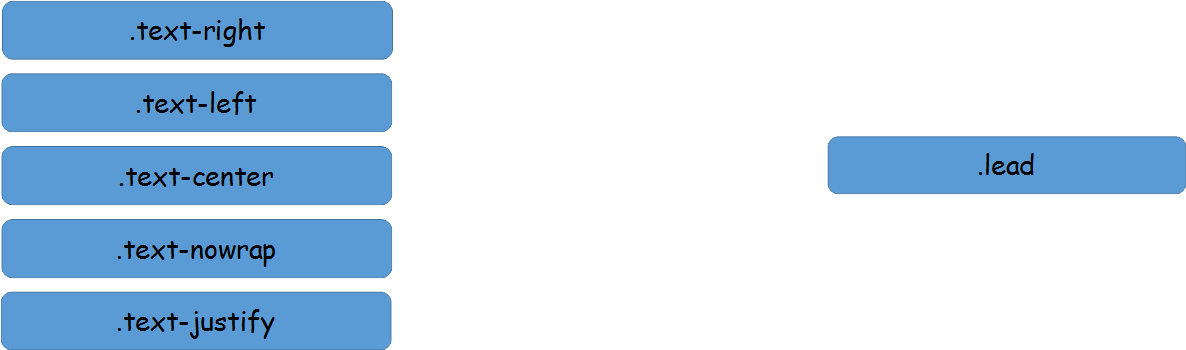 .text-right
.text-left
.text-center
.lead
.text-nowrap
.text-justify